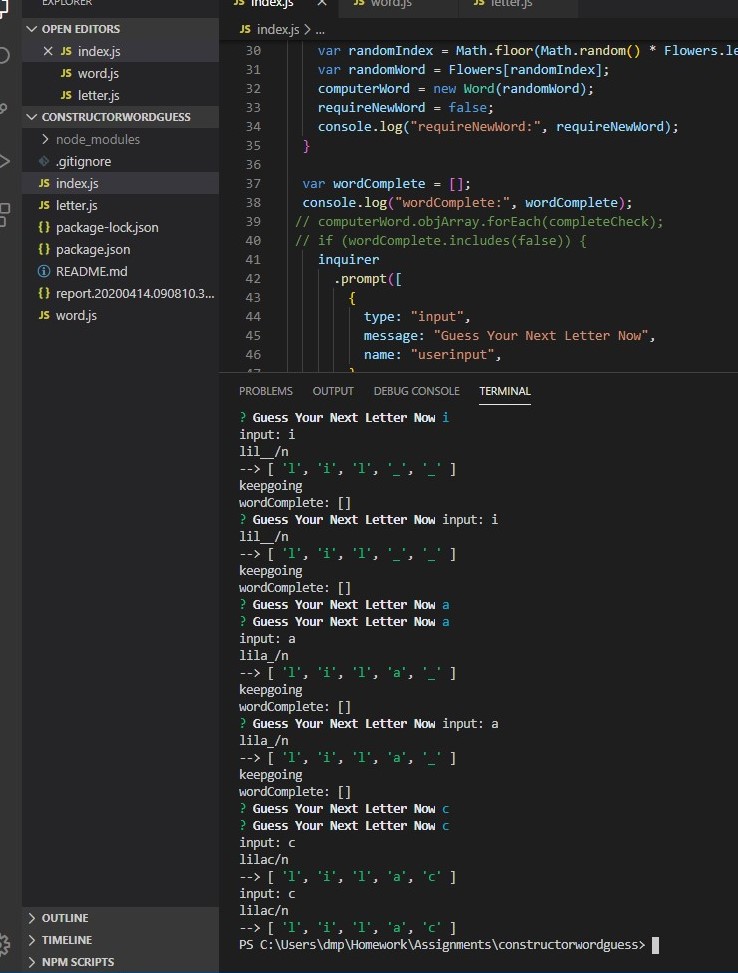 EXPLORER
OPEN EDITORS
JS index.js
JS word.js
JS letter.js
CONSTRUCTORWORDGUESS
node_modules
.gitignore
JS index.js
JS letter.js
{} package-lock.json
{} package.json
README.md
{} report.20200414.090810.3...
JS word.js
OUTLINE
TIMELINE
NPM SCRIPTS
JS index.js JS word.js JS letter.js
JS index.js > ...
30 var randomIndex = Math.floor(Math.random() * Flowers.le
31 var randomWord = Flowers[randomIndex];
32 computerWord = new Word(randomWord);
33 requireNewWord = false;
34 console.log("requireNewWord:", requireNewWord);
35 }
36
37 var wordComplete = [];
38 console.log("wordComplete:", wordComplete);
39 // computerWord.objArray.forEach(completeCheck);
40 // if (wordComplete.includes(false)) {
41 inquirer
42 .prompt([
43 {
44 type: "input",
45 message: "Guess Your Next Letter Now",
46 name: "userinput",
47 }
PROBLEMS OUTPUT DEBUG CONSOLE TERMINAL
? Guess Your Next Letter Now i
input: i
lil__/n
--> [ 'l', 'i', 'l', '_', '_' ]
keepgoing
wordComplete: []
? Guess Your Next Letter Now input: i
lil__/n
--> [ 'l', 'i', 'l', '_', '_' ]
keepgoing
wordComplete: []
? Guess Your Next Letter Now a
? Guess Your Next Letter Now a
input: a
lila_/n
--> [ 'l', 'i', 'l', 'a', '_' ]
keepgoing
wordComplete: []
? Guess Your Next Letter Now input: a
lila_/n
--> [ 'l', 'i', 'l', 'a', '_' ]
keepgoing
wordComplete: []
? Guess Your Next Letter Now c
? Guess Your Next Letter Now c
input: c
lilac/n
--> [ 'l', 'i', 'l', 'a', 'c' ]
input: c
lilac/n
--> [ 'l', 'i', 'l', 'a', 'c' ]
PS C:\Users\dmp\Homework\Assignments\constructorwordguess>